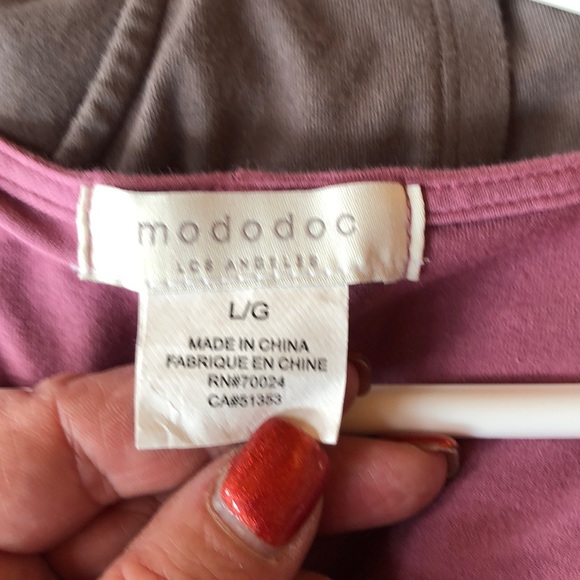 mododoc
LOS ANGELES
L/G
MADE IN CHINA
FABRIQUE EN CHINE
RN#70024
CA#51353